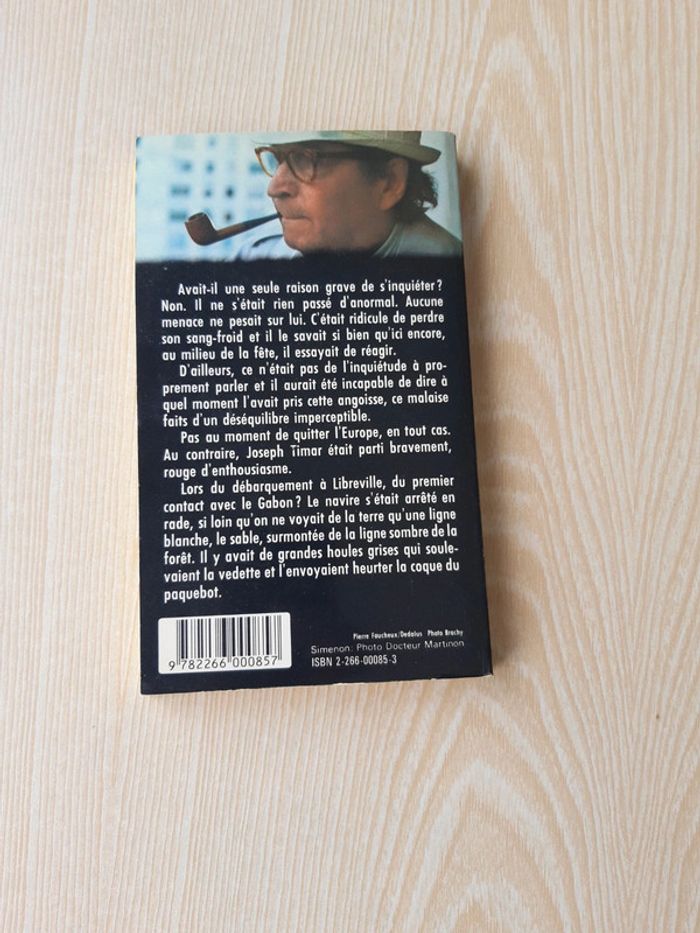 Avait-il une seule raison grave de s'inquiéter?
Non. Il ne s'était rien passé d'anormal. Aucune
menace ne pesait sur lui. C'était ridicule de perdre
son sang-froid et il le savait si bien qu'ici encore,
au milieu de la fête, il essayait de réagir.
D'ailleurs, ce n'était pas de l'inquiétude à pro-
prement parler et il aurait été incapable de dire à
quel moment l'avait pris cette angoisse, ce malaise
faits d'un déséquilibre imperceptible.
Pas au moment de quitter l'Europe, en tout cas.
Au contraire, Joseph Timar était parti bravement,
rouge d'enthousiasme.
Lors du débarquement à Libreville, du premier
contact avec le Gabon? Le navire s'était arrêté en
rade, si loin qu'on ne voyait de la terre qu'une ligne
blanche, le sable, surmontée de la ligne sombre de la
forêt. Il y avait de grandes houles grises qui soule-
vaient la vedette et l'envoyaient heurter la coque du
paquebot.
Pierre Faucheux/Dedalus Photo Brachy
Simenon: Photo Docteur Martinon
ISBN 2-266-00085-3
9 782266 000857